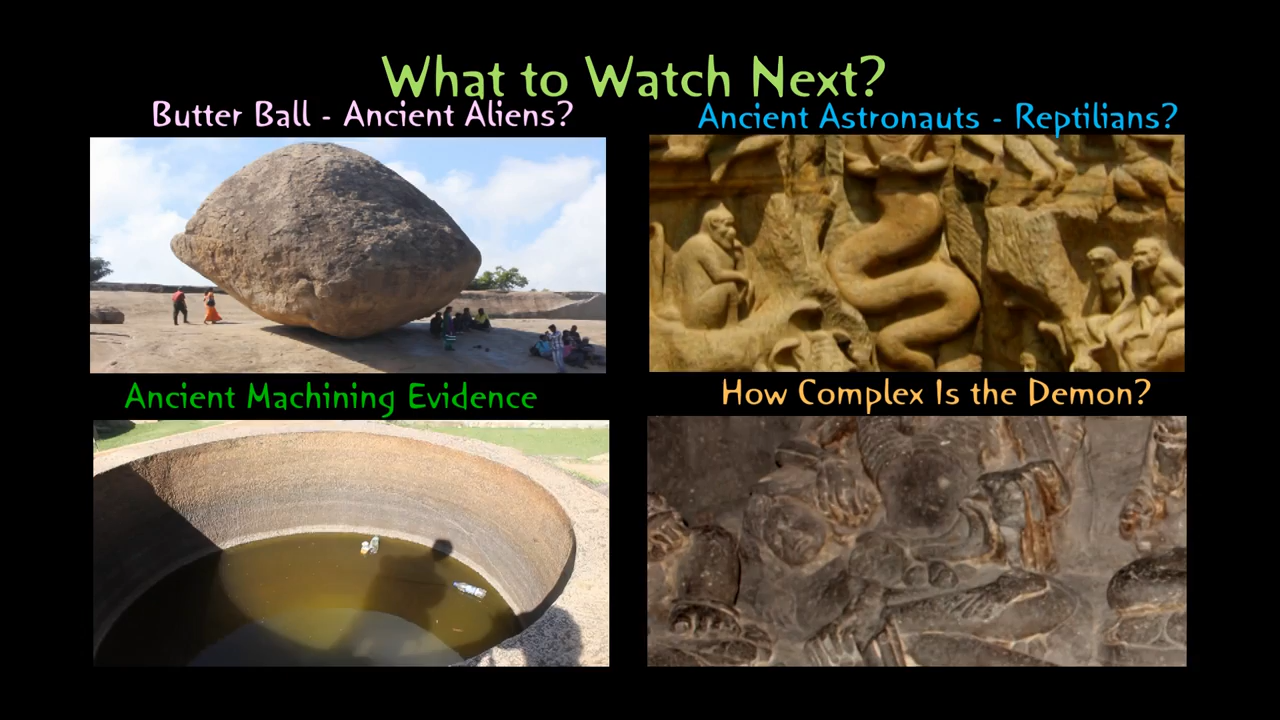 What to Watch Next?
Butter Ball - Ancient Aliens?
Ancient Astronauts - Reptilians?
Ancient Machining Evidence
How Complex Is the Demon?